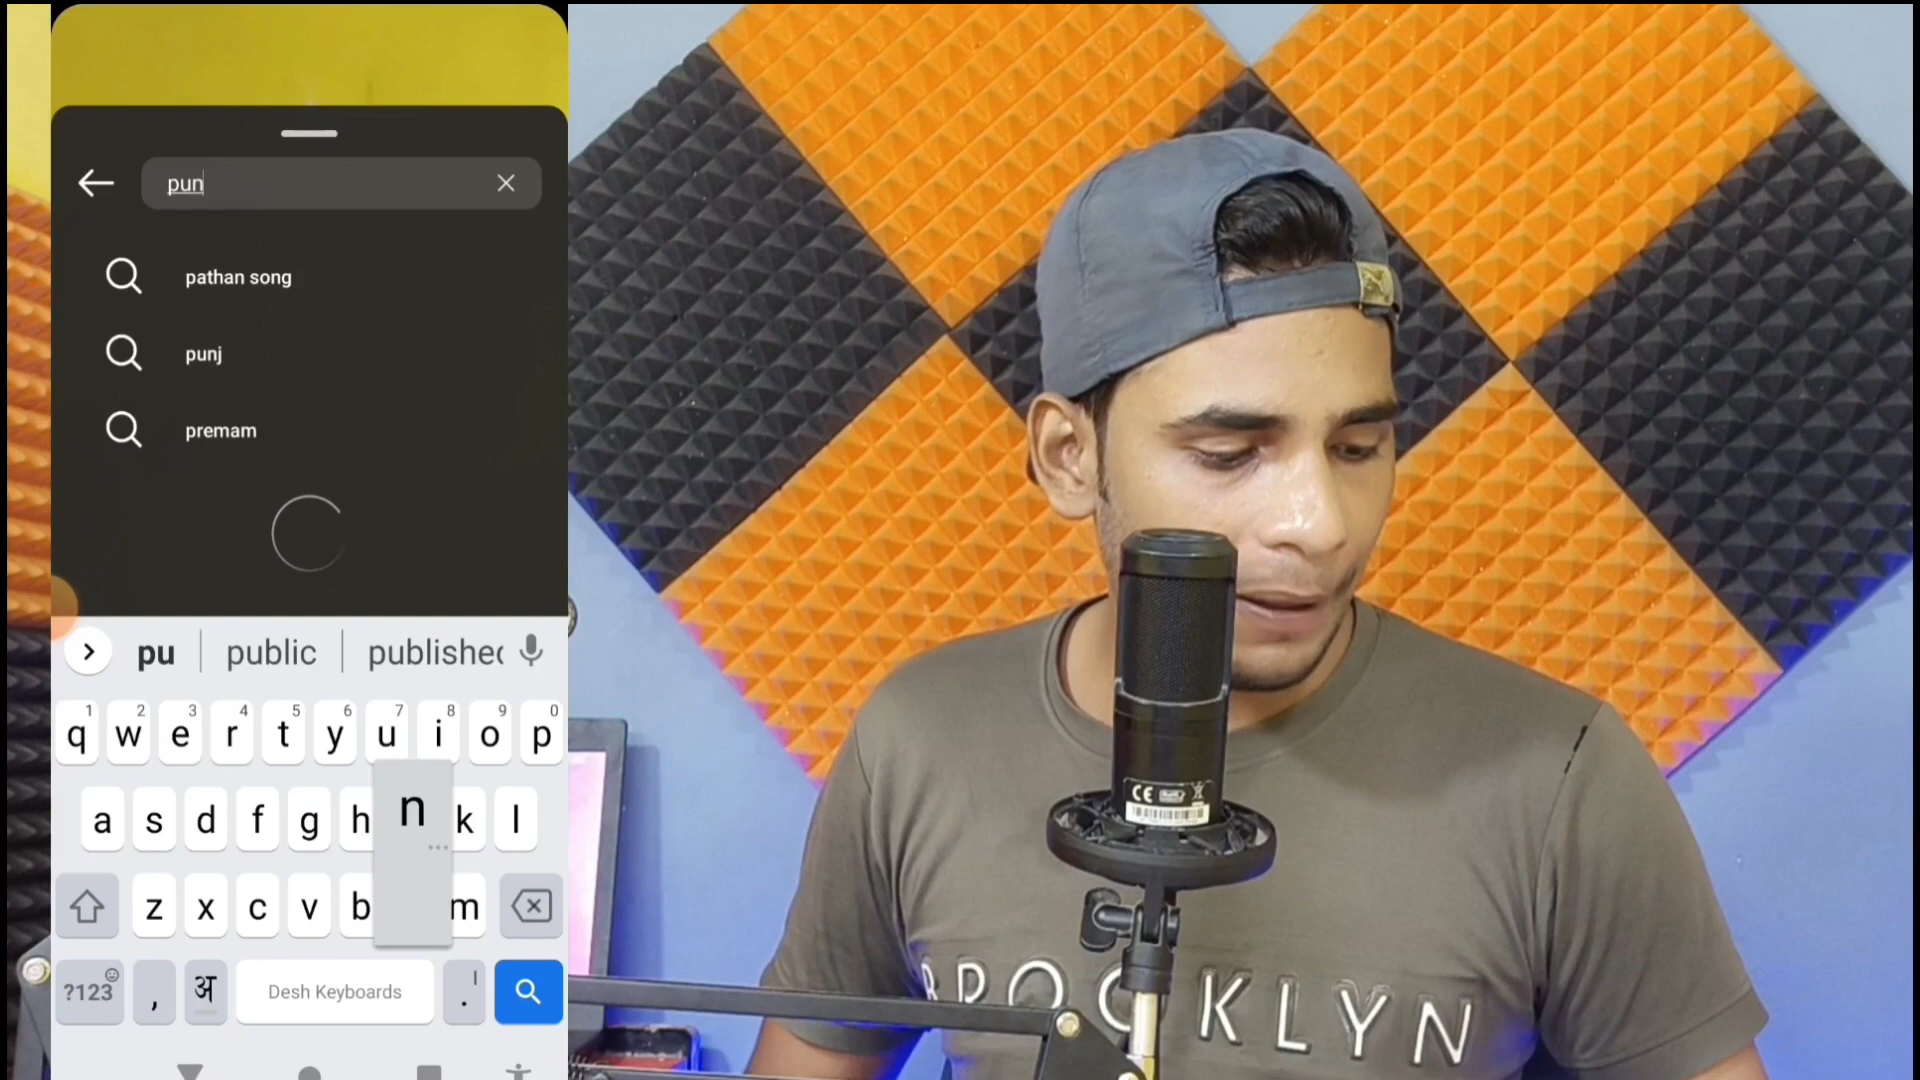 pun
pathan song
punj
premam
pu public published
1 2 3 4 5 6 7 8 9 0
q w e r t y u i o p
a s d f g h n k l
z x c v b m
?123 , अ Desh Keyboards .
CE
BROOKLYN